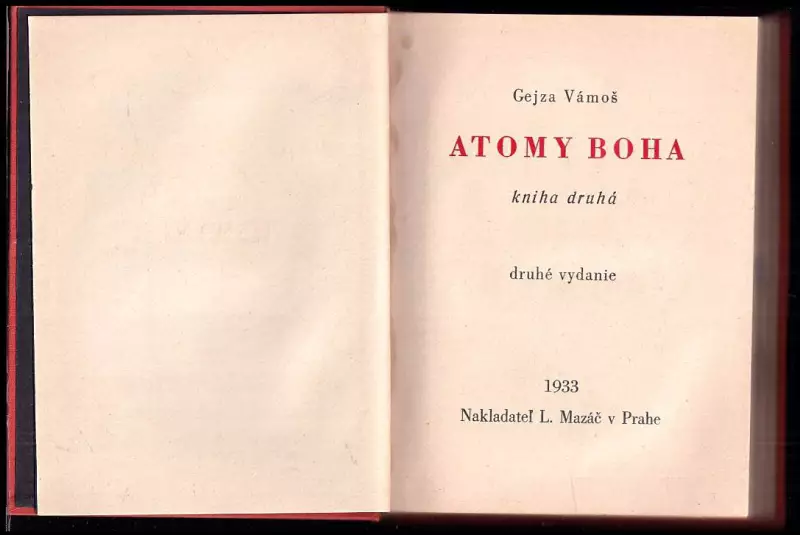 Gejza Vámoš
ATOMY BOHA
kniha druhá
druhé vydanie
1933
Nakladateľ L. Mazáč v Prahe